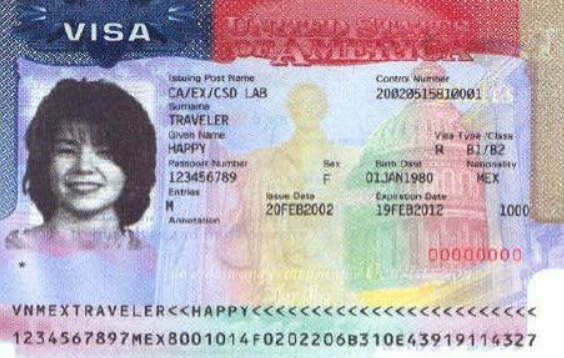 VISA
UNITED STATES
OF AMERICA
Issuing Post Name Control Number
CA/EX/CSD LAB 20020515810001
Surname
TRAVELER
Given Name Visa Type /Class
HAPPY R B1/B2
Passport Number Sex Birth Date Nationality
123456789 F 01JAN1980 MEX
Entries Issue Date Expiration Date
M 20FEB2002 19FEB2012 1000
Annotation
00000000
*
VNMEXTRAVELER<<HAPPY<<<<<<<<<<<<<<<<<<<<<<<<
1234567897MEX8001014F0202206B310E43919114327